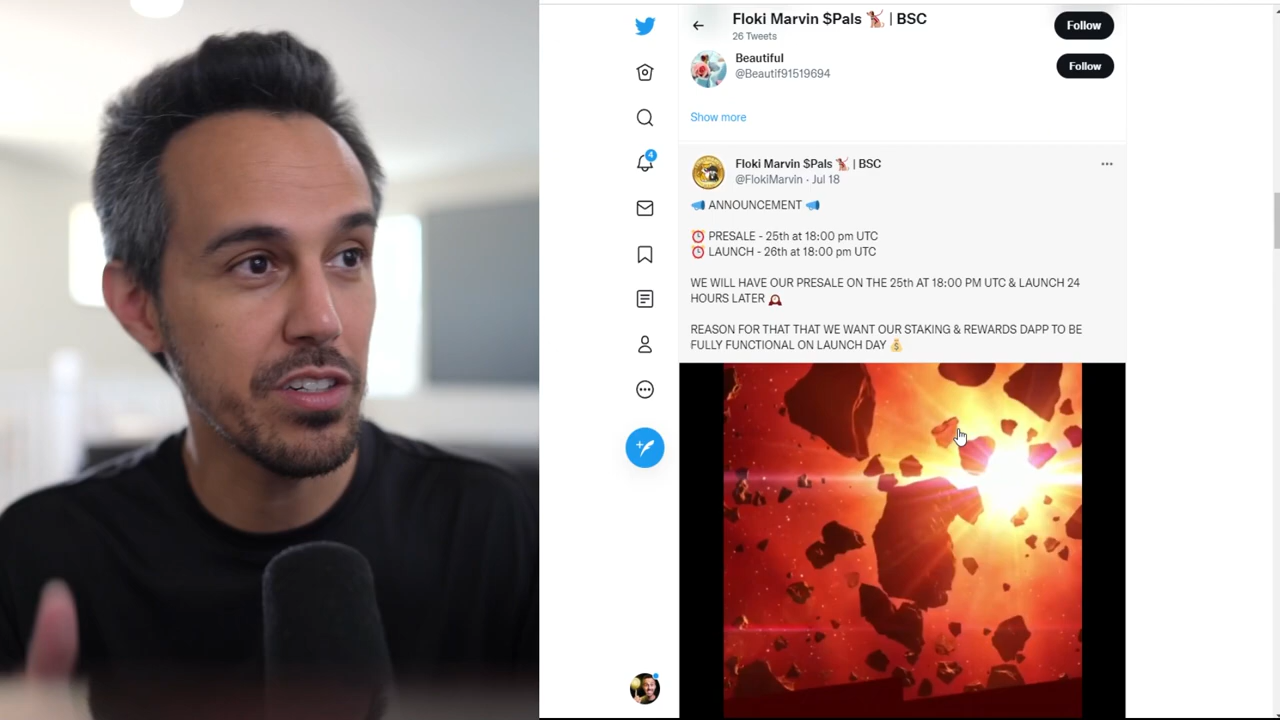 Floki Marvin $Pals | BSC
26 Tweets
Follow
Beautiful
@Beautif91519694
Follow
Show more
4
Floki Marvin $Pals | BSC
@FlokiMarvin · Jul 18
ANNOUNCEMENT
PRESALE - 25th at 18:00 pm UTC
LAUNCH - 26th at 18:00 pm UTC
WE WILL HAVE OUR PRESALE ON THE 25th AT 18:00 PM UTC & LAUNCH 24
HOURS LATER
REASON FOR THAT THAT WE WANT OUR STAKING & REWARDS DAPP TO BE
FULLY FUNCTIONAL ON LAUNCH DAY